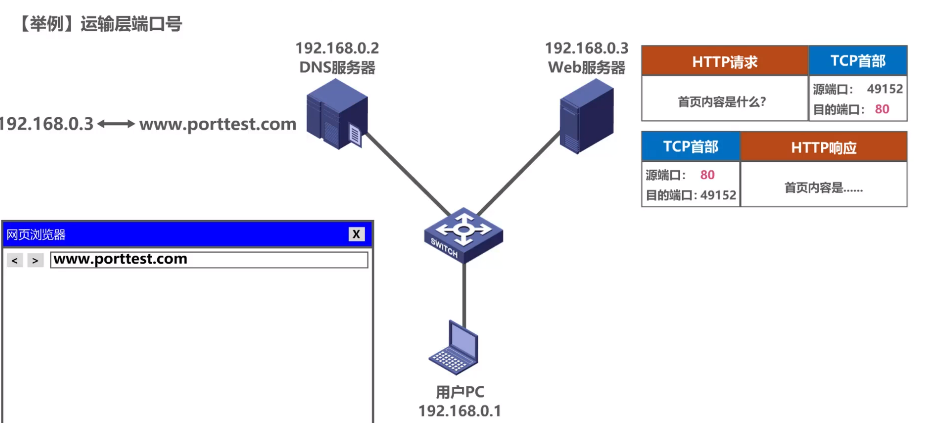 【举例】运输层端口号
192.168.0.2
DNS服务器
192.168.0.3
Web服务器
HTTP请求
TCP首部
首页内容是什么?
源端口: 49152
目的端口: 80
192.168.0.3
www.porttest.com
TCP首部
HTTP响应
源端口: 80
目的端口: 49152
首页内容是......
SWITCH
网页浏览器
X
<
>
www.porttest.com
用户PC
192.168.0.1